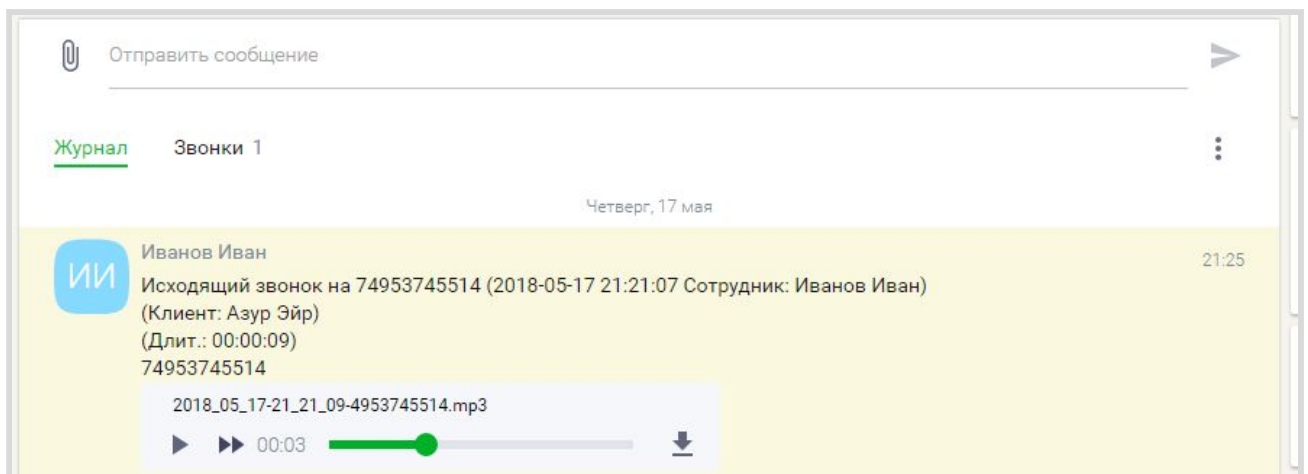 Отправить сообщение
Журнал Звонки 1
Четверг, 17 мая
Иванов Иван 21:25
ИИ
Исходящий звонок на 74953745514 (2018-05-17 21:21:07 Сотрудник: Иванов Иван)
(Клиент: Азур Эйр)
(Длит.: 00:00:09)
74953745514
2018_05_17-21_21_09-4953745514.mp3
00:03